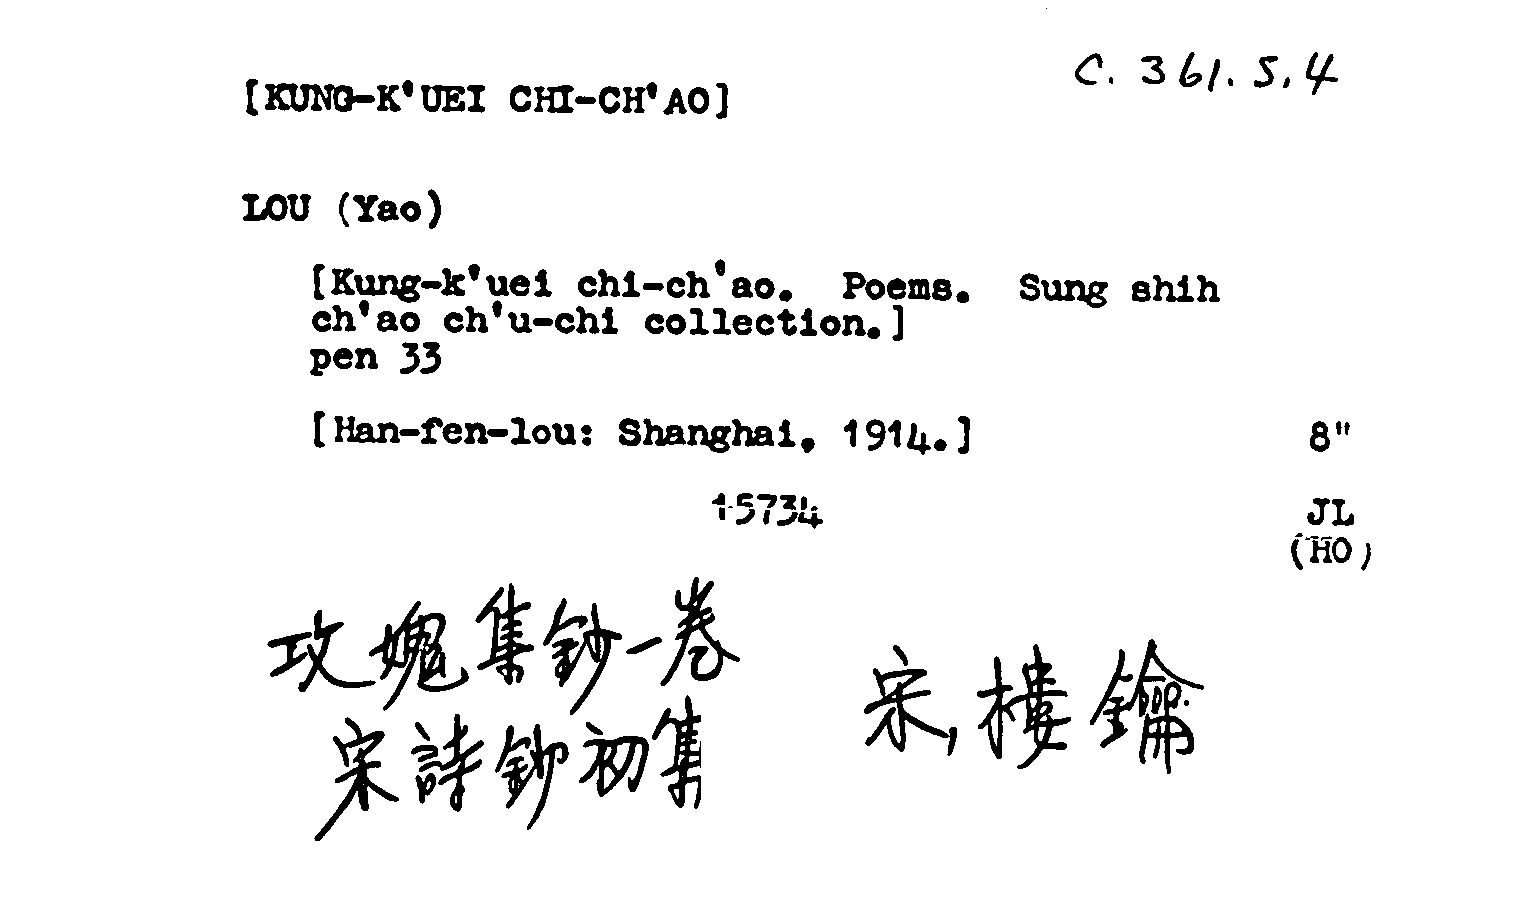 [KUNG-K'UEI CHI-CH'AO]
C. 361. 5. 4
LOU (Yao)
[Kung-k'uei chi-ch'ao. Poems. Sung shih
ch'ao ch'u-chi collection.]
pen 33
[Han-fen-lou: Shanghai, 1914.]
8"
15734
JL
(HO)
攻媿集鈔一卷
宋詩鈔初集
宋,樓鑰